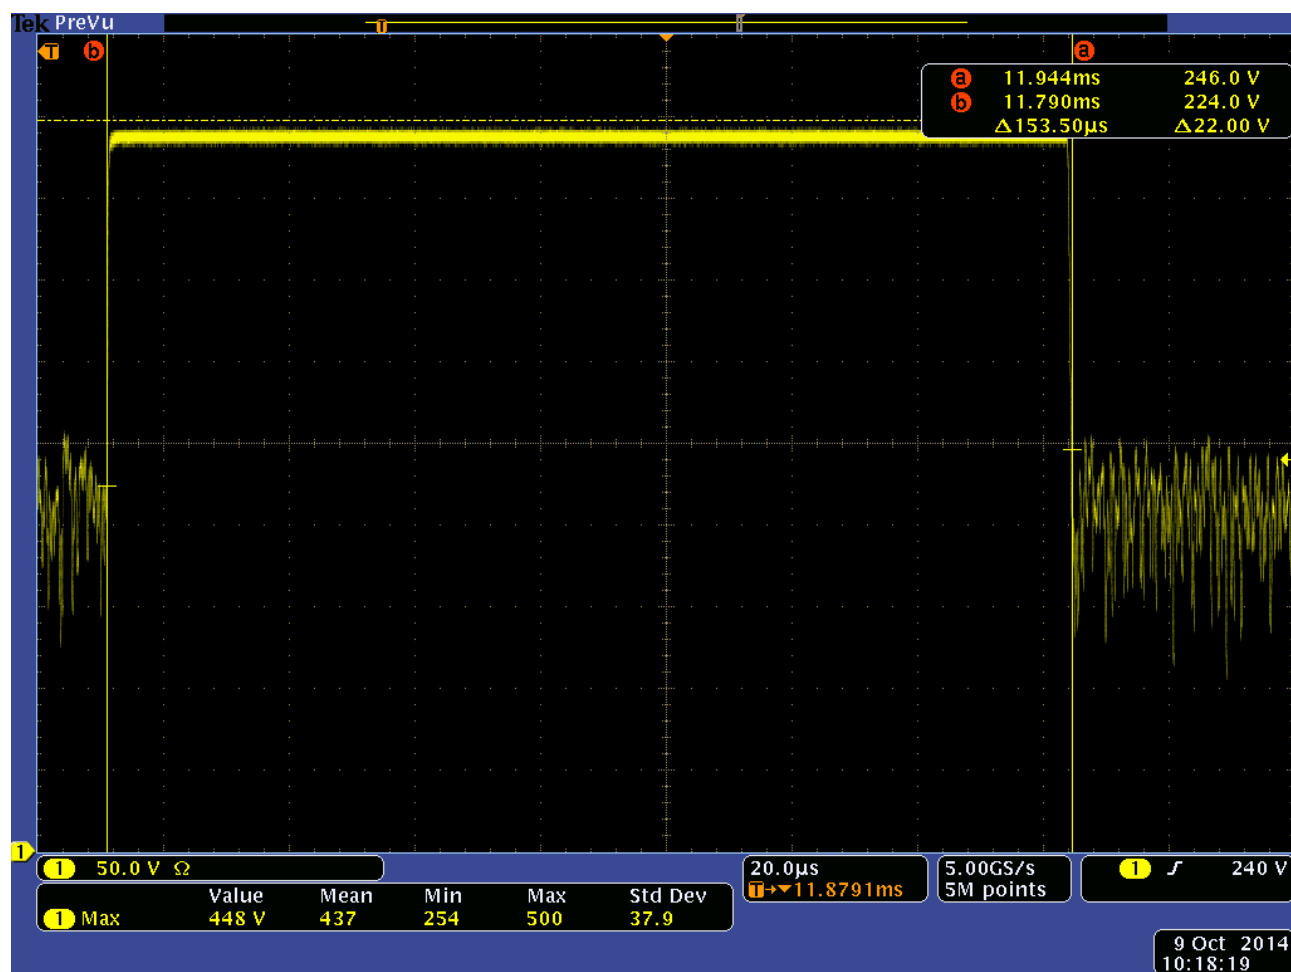 Tek PreVu
T
T b a
a 11.944ms 246.0 V
b 11.790ms 224.0 V
Δ153.50μs Δ22.00 V
1
1 50.0 V Ω
20.0μs
T→▼11.8791ms
5.00GS/s
5M points
1 240 V
Value Mean Min Max Std Dev
1 Max 448 V 437 254 500 37.9
9 Oct 2014
10:18:19